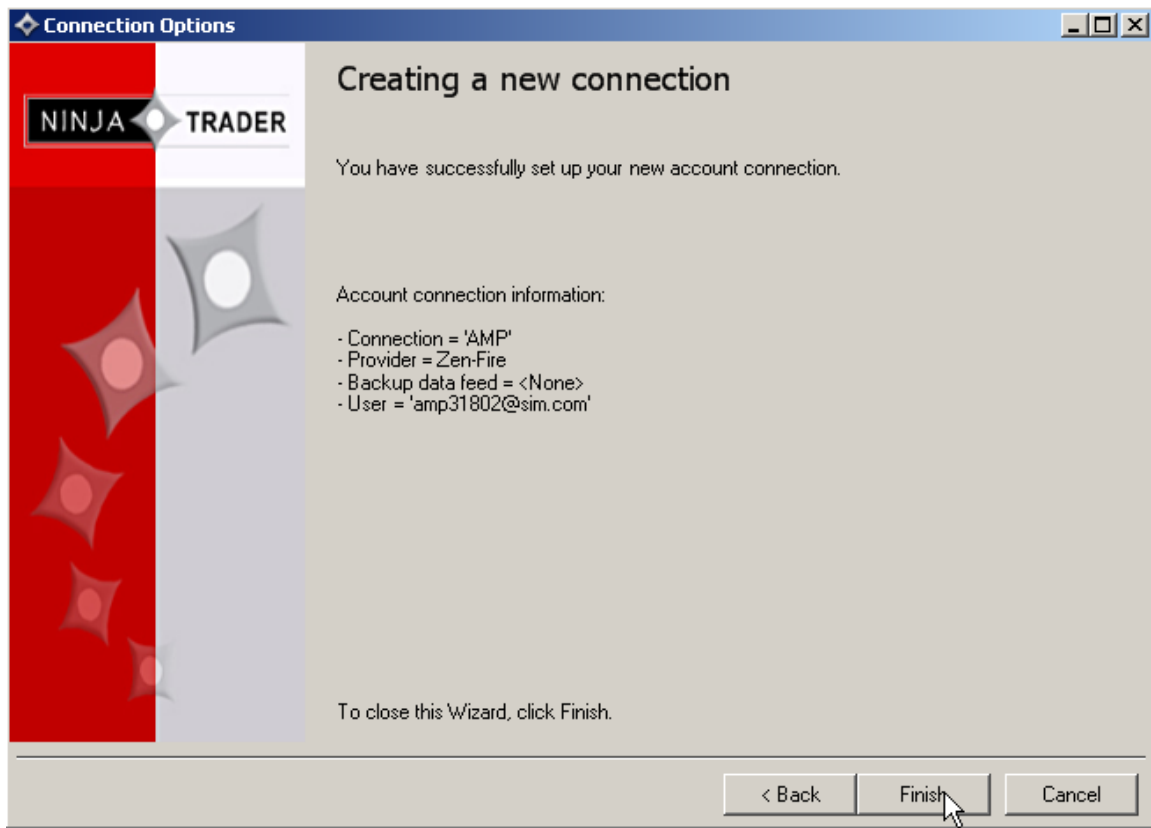 Connection Options
NINJA TRADER
Creating a new connection
You have successfully set up your new account connection.
Account connection information:
- Connection = 'AMP'
- Provider = Zen-Fire
- Backup data feed = <None>
- User = 'amp31802@sim.com'
To close this Wizard, click Finish.
< Back
Finish
Cancel